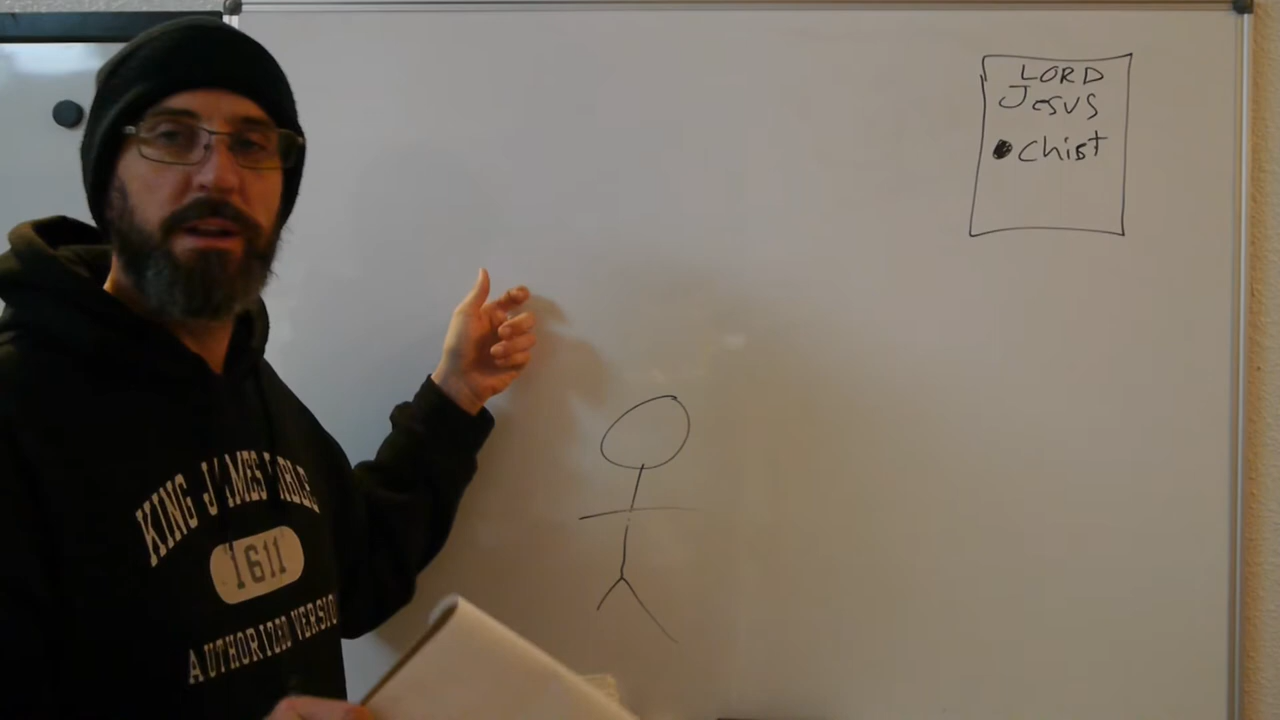 LORD
JESUS
Chist
KING JAMES BIBLE
1611
AUTHORIZED VERSION